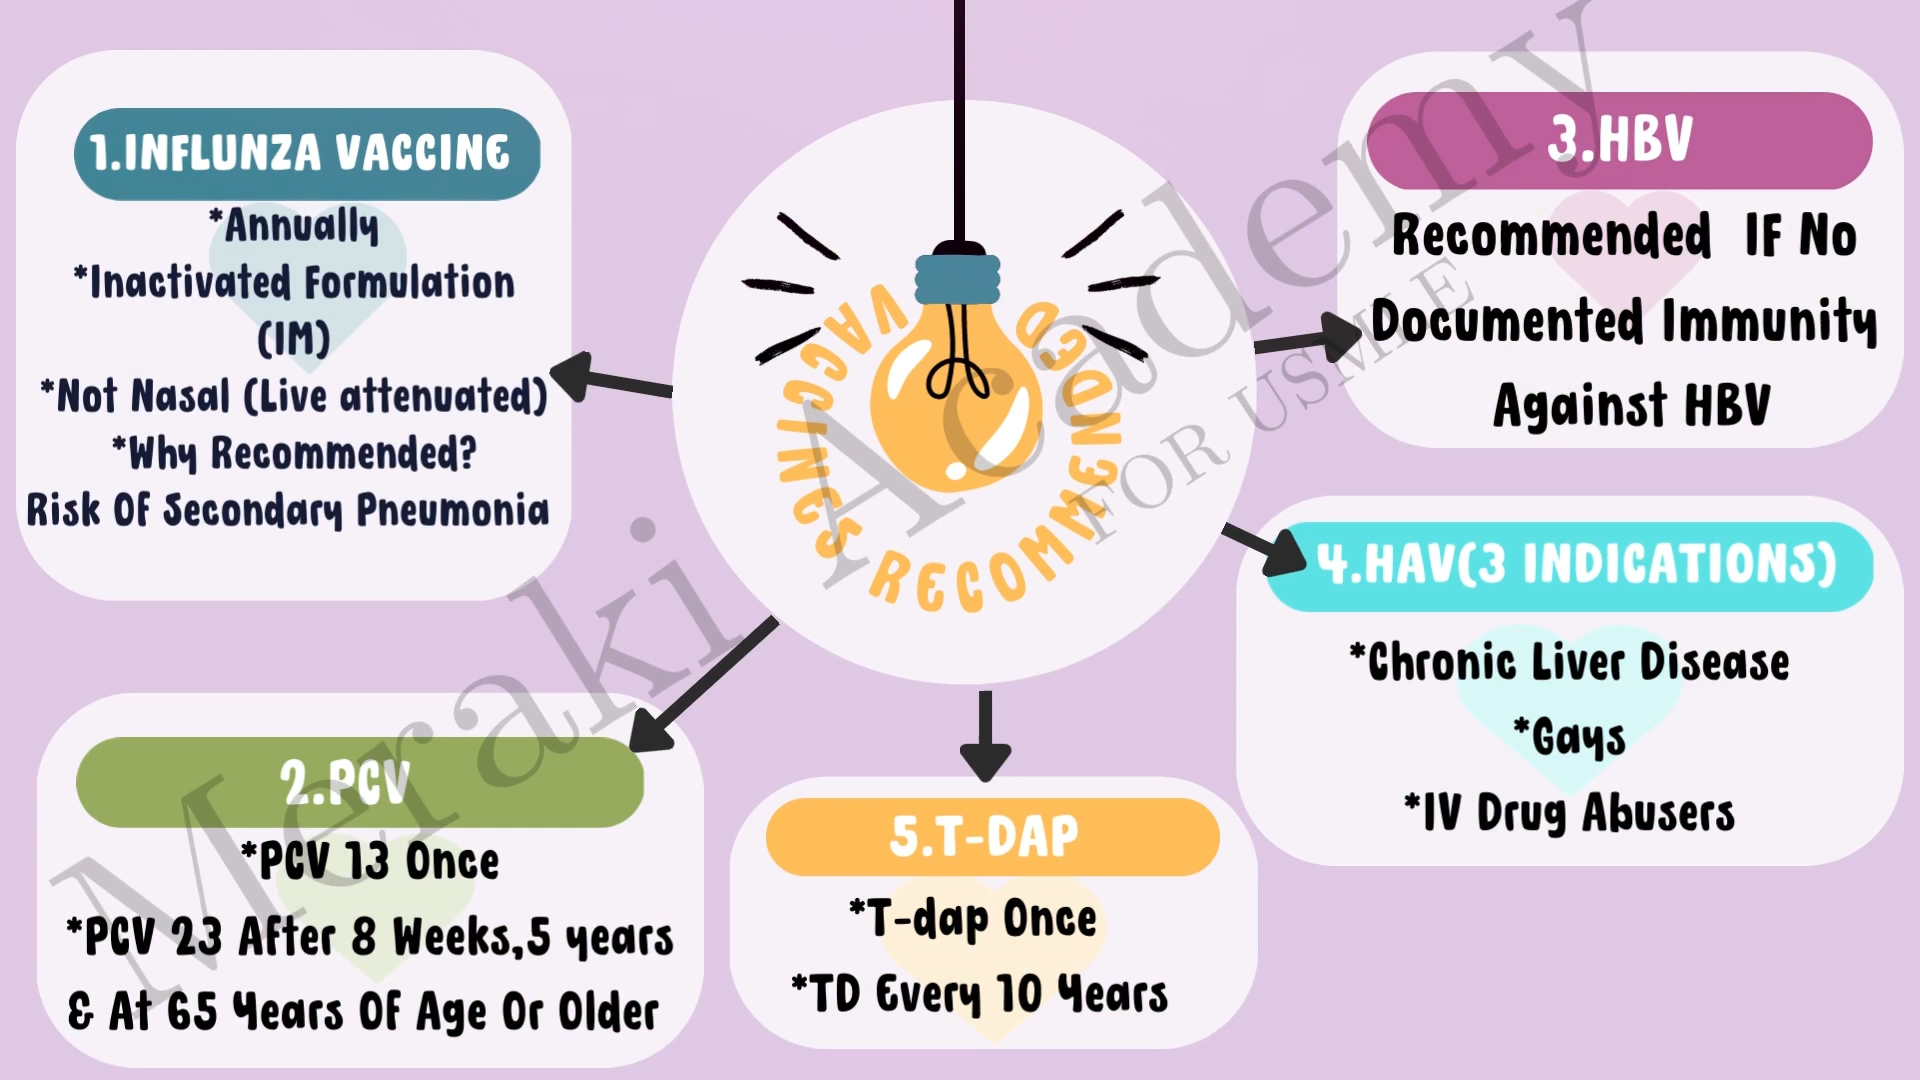 1.INFLUNZA VACCINE
*Annually
*Inactivated Formulation
(IM)
*Not Nasal (Live attenuated)
*Why Recommended?
Risk Of Secondary Pneumonia
VACCINES RECOMMENDED
3.HBV
Recommended IF No
Documented Immunity
Against HBV
4.HAV(3 INDICATIONS)
*Chronic Liver Disease
*Gays
*IV Drug Abusers
2.PCV
*PCV 13 Once
*PCV 23 After 8 Weeks,5 years
& At 65 Years Of Age Or Older
5.T-DAP
*T-dap Once
*TD Every 10 Years
Meraki Academy
FOR USMLE